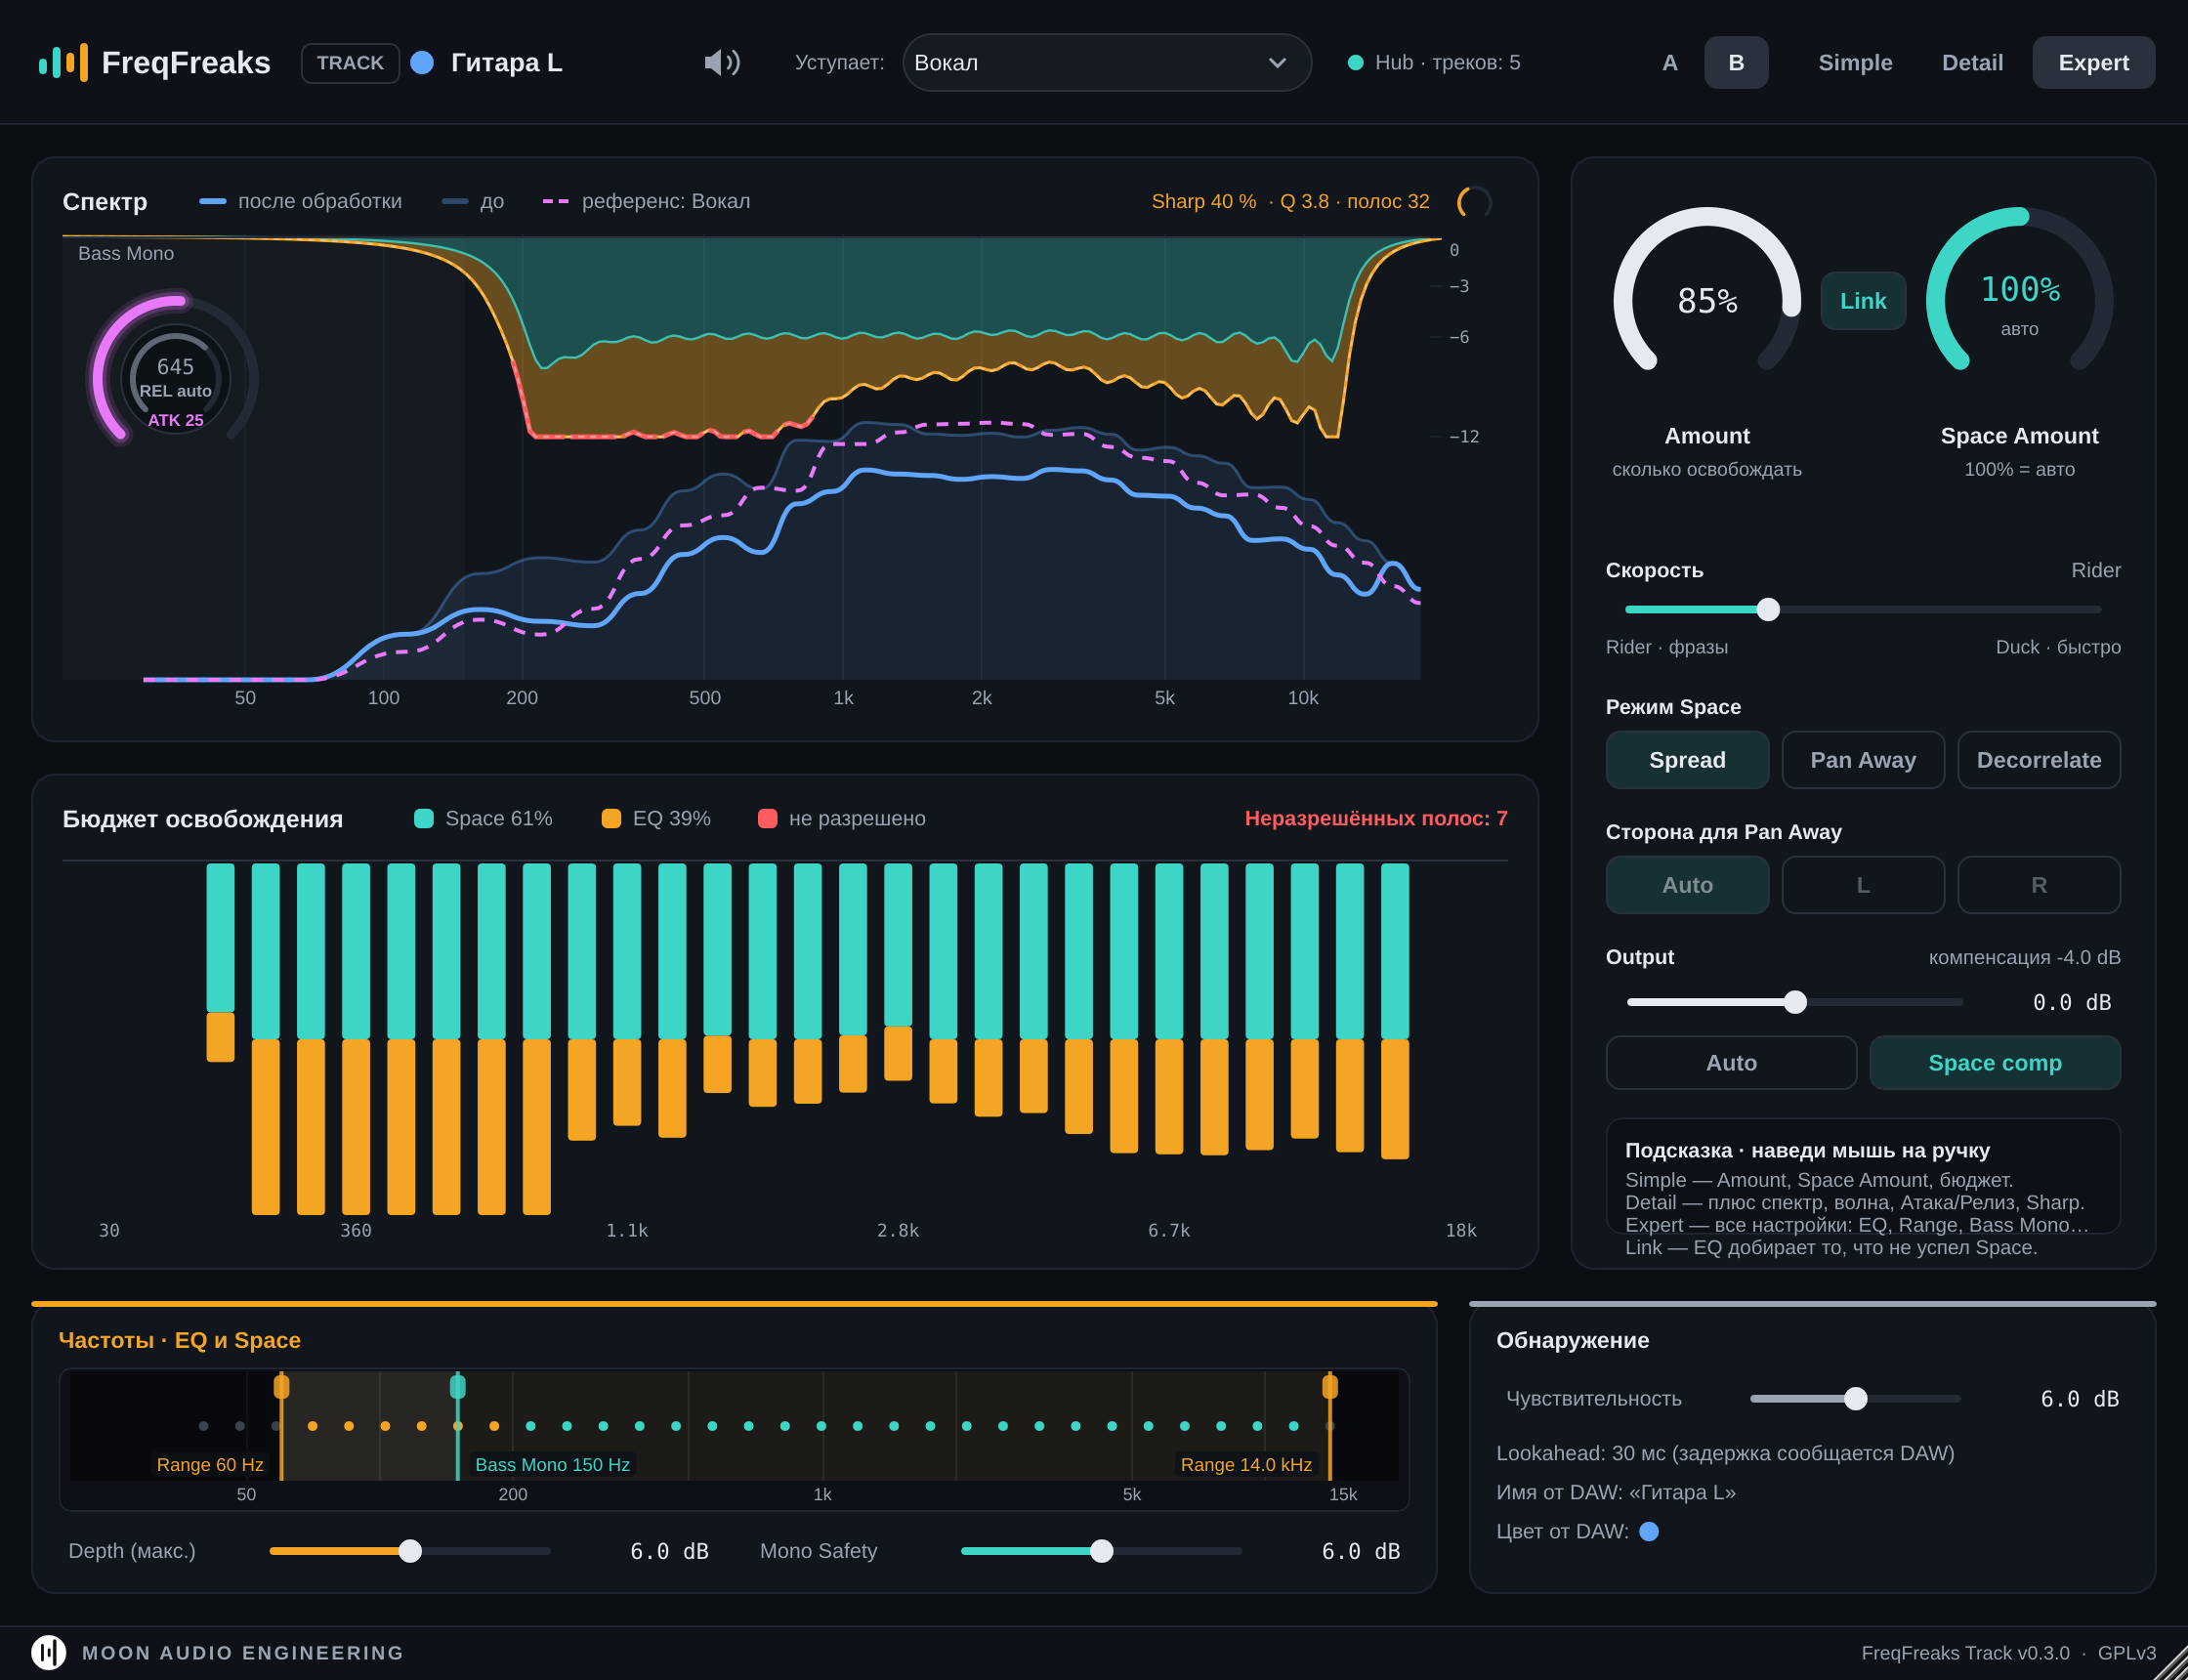 FreqFreaks TRACK Гитара L Уступает: Вокал Hub · треков: 5 A B Simple Detail Expert
Спектр после обработки до референс: Вокал Sharp 40 % · Q 3.8 · полос 32
Bass Mono
0
−3
−6
−12
645
REL auto
ATK 25
50 100 200 500 1k 2k 5k 10k
85% Link 100%
авто
Amount Space Amount
сколько освобождать 100% = авто
Скорость Rider
Rider · фразы Duck · быстро
Режим Space
Spread Pan Away Decorrelate
Сторона для Pan Away
Auto L R
Output компенсация -4.0 dB
0.0 dB
Auto Space comp
Подсказка · наведи мышь на ручку
Simple — Amount, Space Amount, бюджет.
Detail — плюс спектр, волна, Атака/Релиз, Sharp.
Expert — все настройки: EQ, Range, Bass Mono…
Link — EQ добирает то, что не успел Space.
Бюджет освобождения Space 61% EQ 39% не разрешено Неразрешённых полос: 7
30 360 1.1k 2.8k 6.7k 18k
Частоты · EQ и Space
Range 60 Hz Bass Mono 150 Hz Range 14.0 kHz
50 200 1k 5k 15k
Depth (макс.) 6.0 dB Mono Safety 6.0 dB
Обнаружение
Чувствительность 6.0 dB
Lookahead: 30 мс (задержка сообщается DAW)
Имя от DAW: «Гитара L»
Цвет от DAW:
MOON AUDIO ENGINEERING FreqFreaks Track v0.3.0 · GPLv3